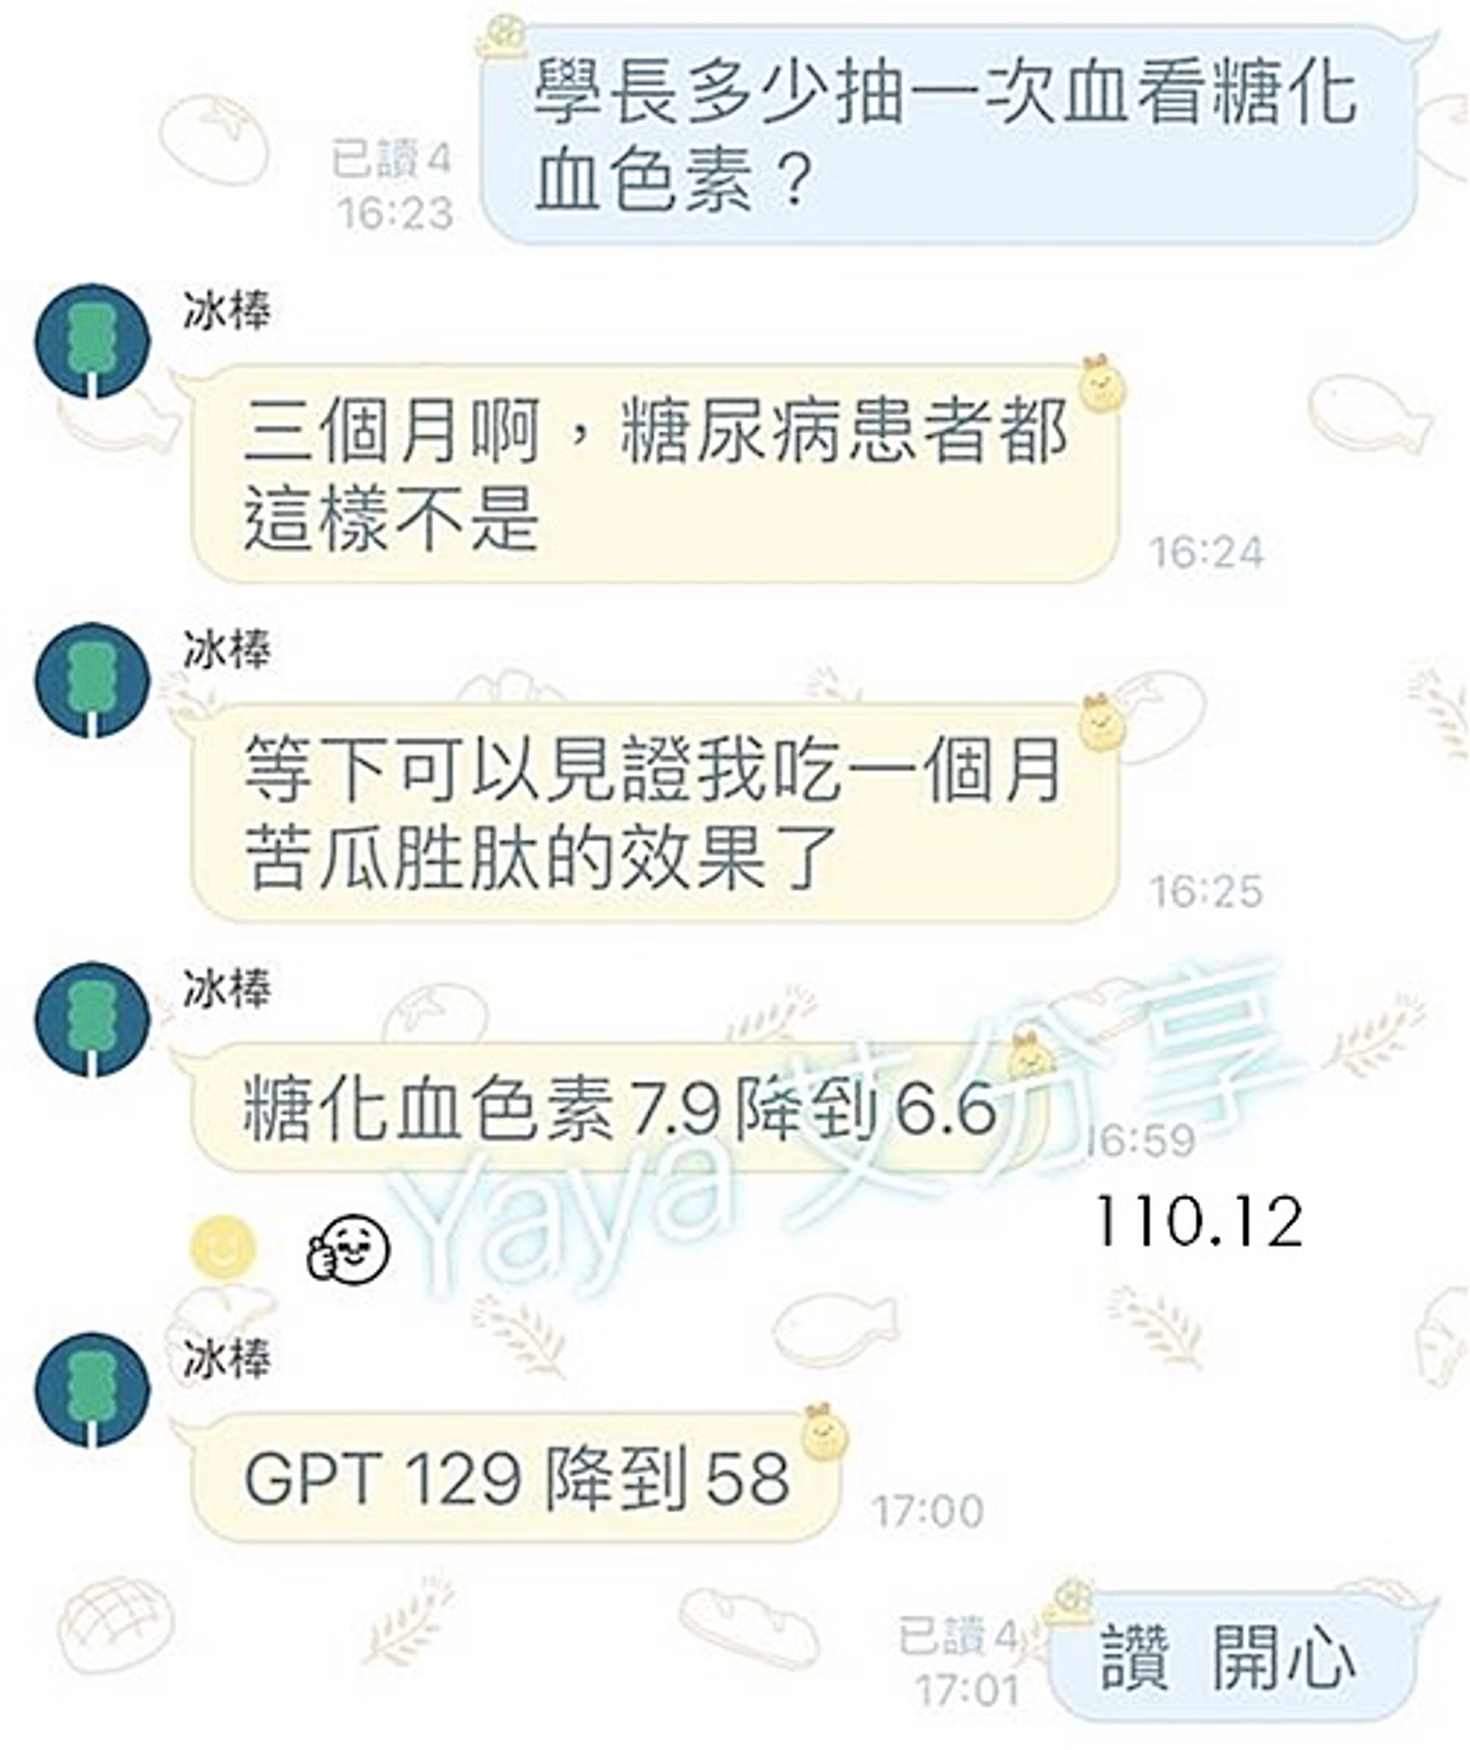 學長多少抽一次血看糖化
血色素？
已讀 4
16:23
冰棒
三個月啊，糖尿病患者都
這樣不是
16:24
冰棒
等下可以見證我吃一個月
苦瓜胜肽的效果了
16:25
冰棒
糖化血色素 7.9 降到 6.6
16:59
Yaya 艾分享
110.12
冰棒
GPT 129 降到 58
17:00
讚 開心
已讀 4
17:01